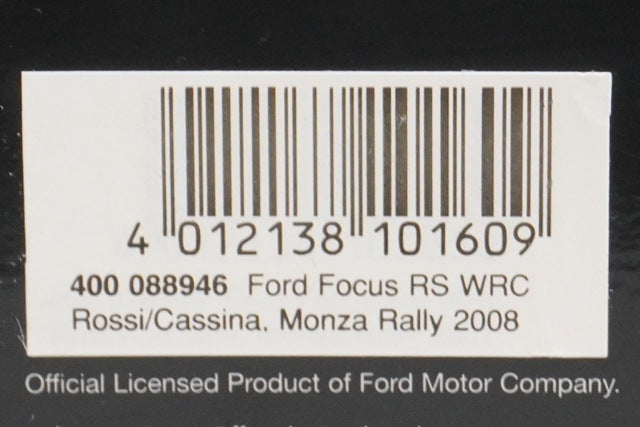 4 012138 101609
400 088946 Ford Focus RS WRC
Rossi/Cassina, Monza Rally 2008
Official Licensed Product of Ford Motor Company.